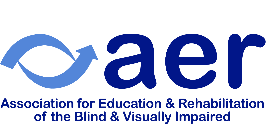 aer
Association for Education & Rehabilitation
of the Blind & Visually Impaired